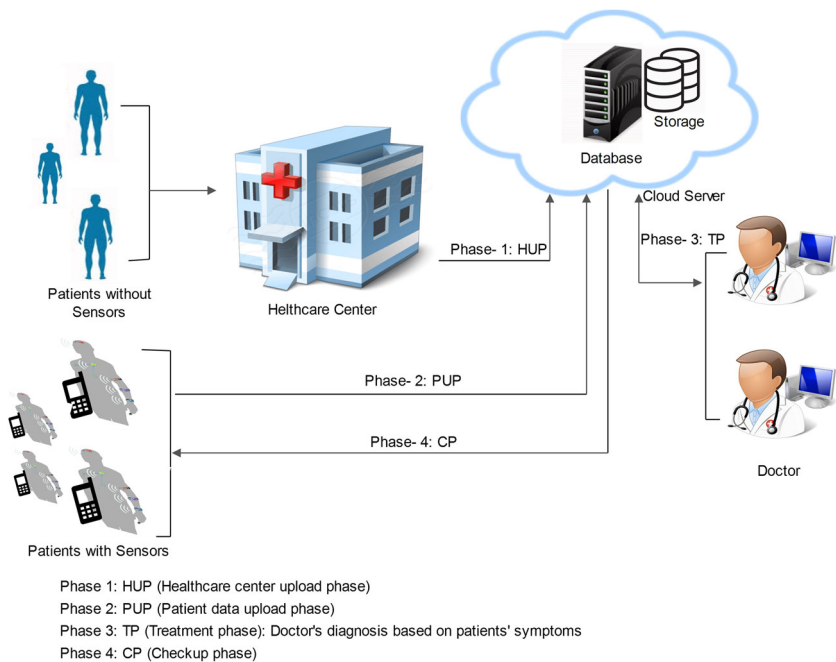 Storage
Database
Cloud Server
Phase- 1: HUP
Phase- 3: TP
Patients without
Sensors
Helthcare Center
Phase- 2: PUP
Phase- 4: CP
Doctor
Patients with Sensors
Phase 1: HUP (Healthcare center upload phase)
Phase 2: PUP (Patient data upload phase)
Phase 3: TP (Treatment phase): Doctor's diagnosis based on patients' symptoms
Phase 4: CP (Checkup phase)